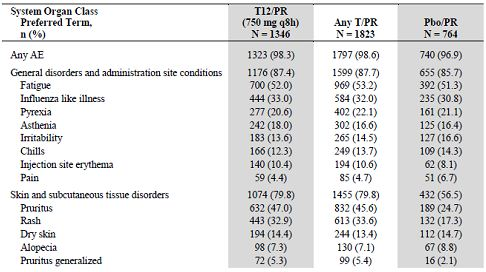 System Organ Class T12/PR
Preferred Term, (750 mg q8h) Any T/PR Pbo/PR
n (%) N = 1346 N = 1823 N = 764
Any AE 1323 (98.3) 1797 (98.6) 740 (96.9)
General disorders and administration site conditions 1176 (87.4) 1599 (87.7) 655 (85.7)
Fatigue 700 (52.0) 969 (53.2) 392 (51.3)
Influenza like illness 444 (33.0) 584 (32.0) 235 (30.8)
Pyrexia 277 (20.6) 402 (22.1) 161 (21.1)
Asthenia 242 (18.0) 302 (16.6) 125 (16.4)
Irritability 183 (13.6) 265 (14.5) 127 (16.6)
Chills 166 (12.3) 249 (13.7) 109 (14.3)
Injection site erythema 140 (10.4) 194 (10.6) 62 (8.1)
Pain 59 (4.4) 85 (4.7) 51 (6.7)
Skin and subcutaneous tissue disorders 1074 (79.8) 1455 (79.8) 432 (56.5)
Pruritus 632 (47.0) 832 (45.6) 189 (24.7)
Rash 443 (32.9) 613 (33.6) 132 (17.3)
Dry skin 194 (14.4) 244 (13.4) 112 (14.7)
Alopecia 98 (7.3) 130 (7.1) 67 (8.8)
Pruritus generalized 72 (5.3) 99 (5.4) 16 (2.1)